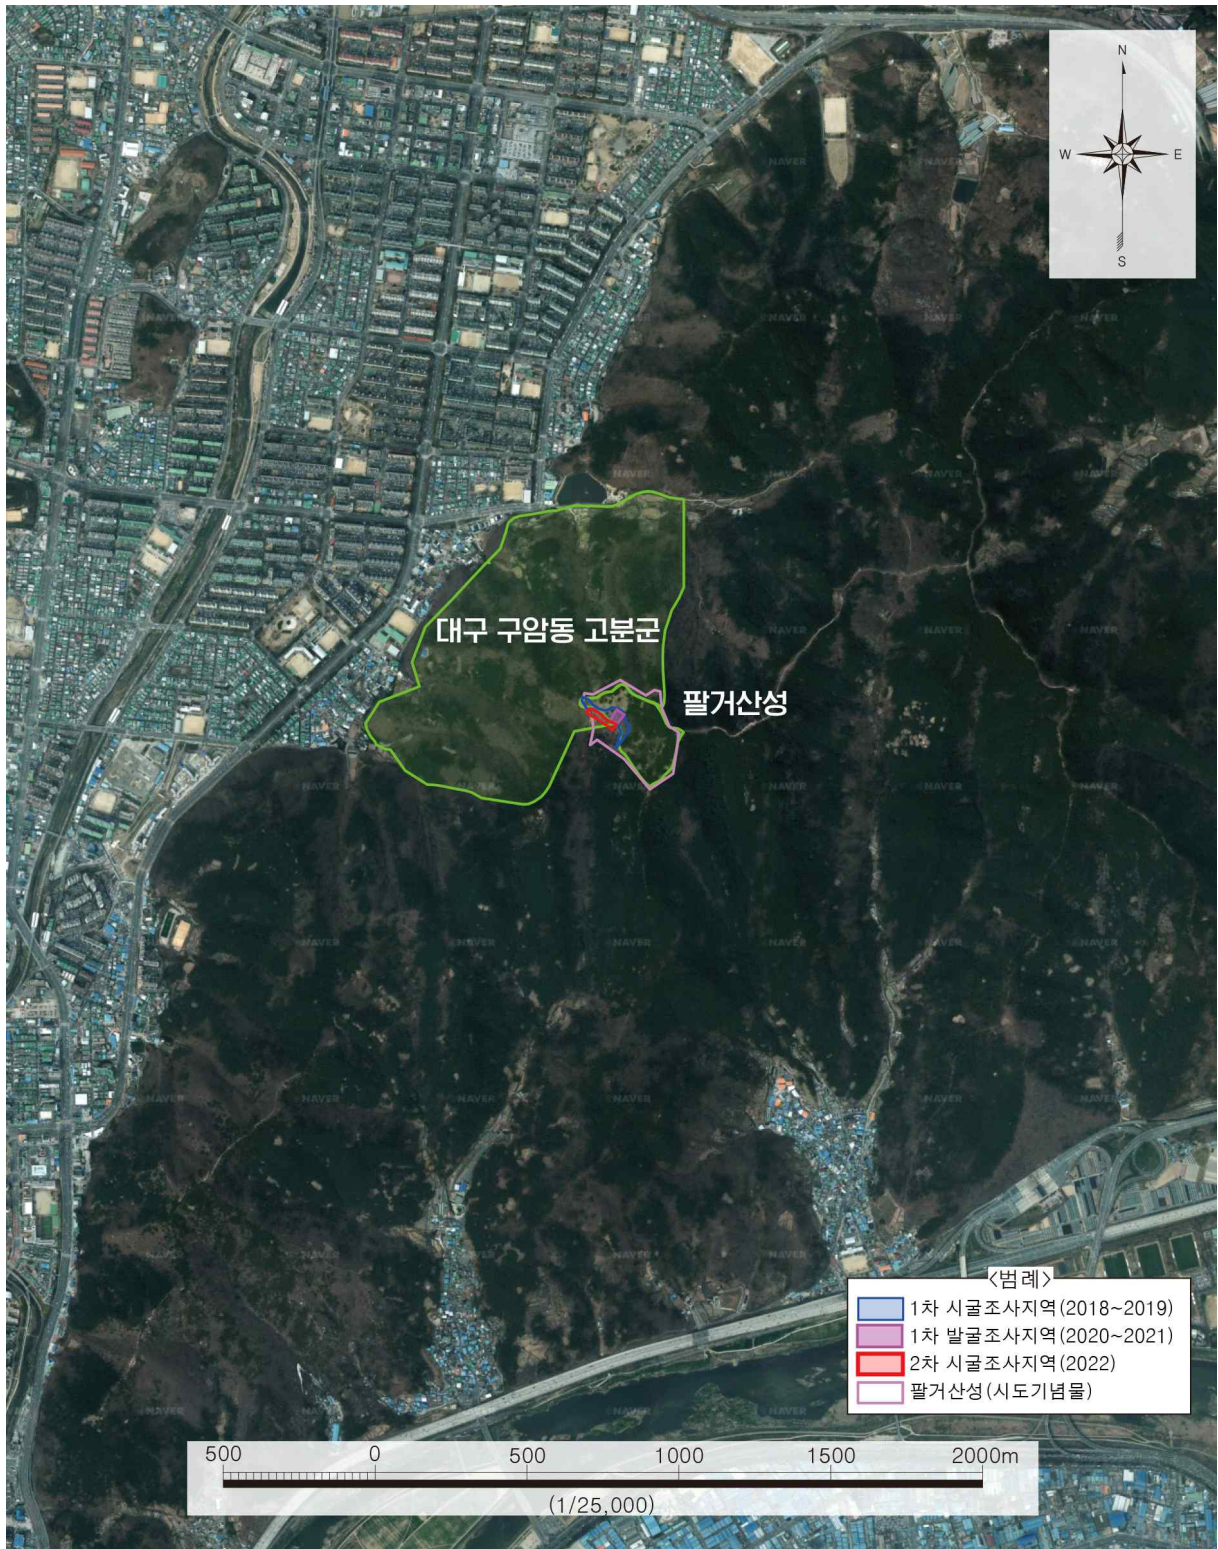 N
W E
S
대구 구암동 고분군
팔거산성
<범례>
1차 시굴조사지역(2018~2019)
1차 발굴조사지역(2020~2021)
2차 시굴조사지역(2022)
팔거산성(시도기념물)
500 0 500 1000 1500 2000m
(1/25,000)
NAVER